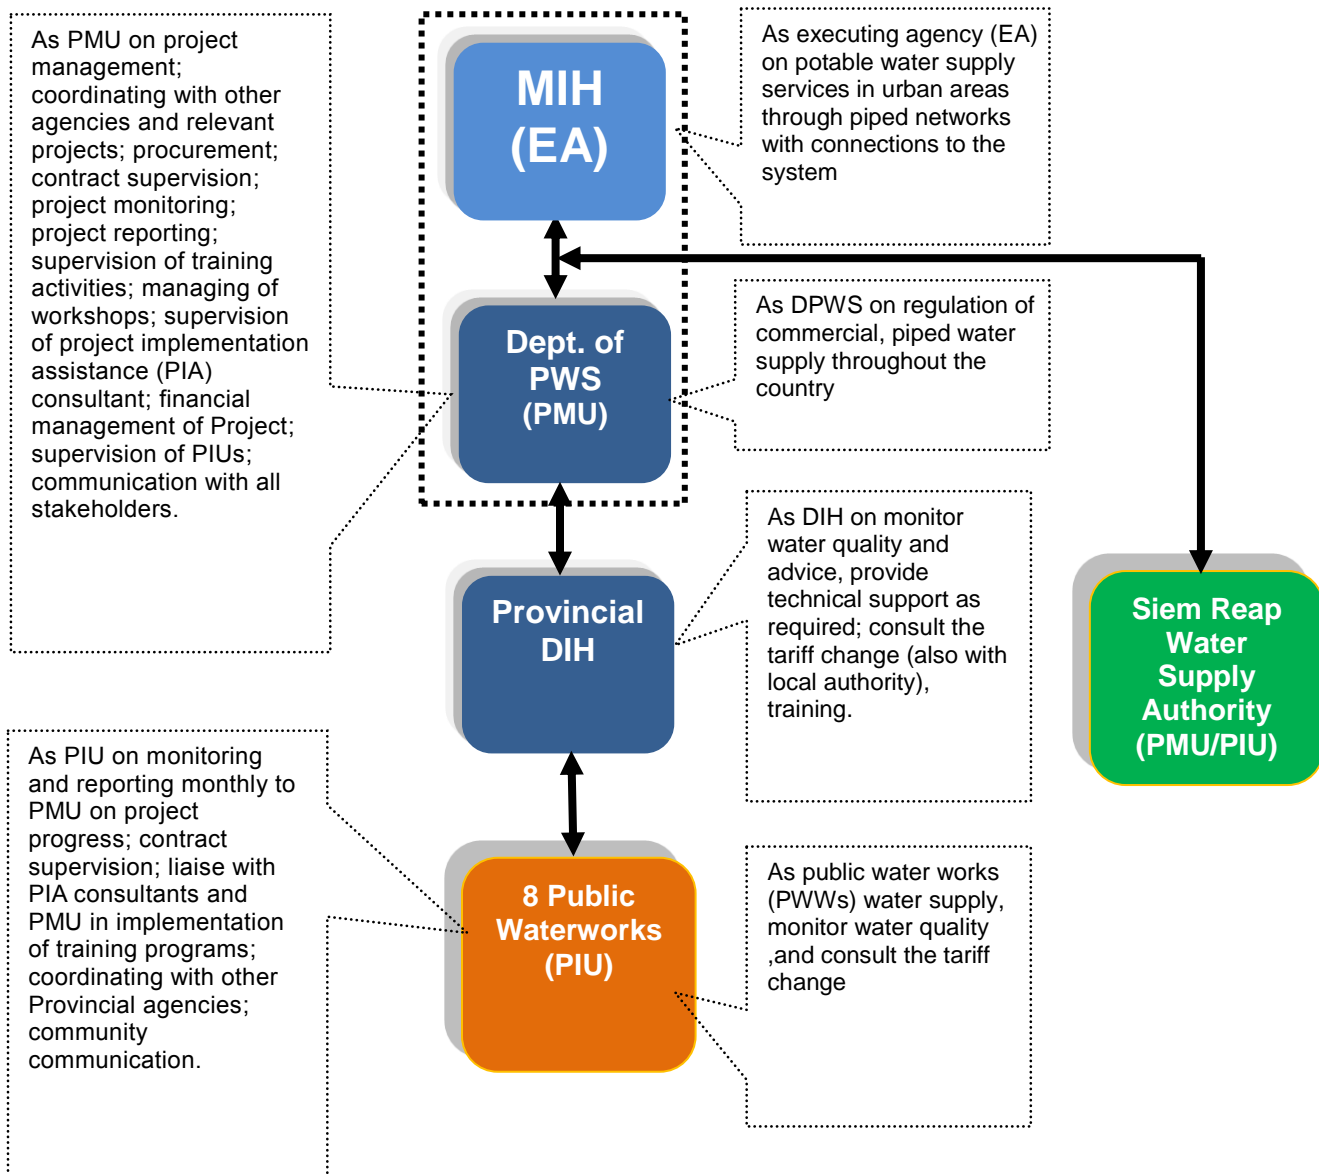 As PMU on project
management;
coordinating with other
agencies and relevant
projects; procurement;
contract supervision;
project monitoring;
project reporting;
supervision of training
activities; managing of
workshops; supervision
of project implementation
assistance (PIA)
consultant; financial
management of Project;
supervision of PIUs;
communication with all
stakeholders.
MIH
(EA)
As executing agency (EA)
on potable water supply
services in urban areas
through piped networks
with connections to the
system
Dept. of
PWS
(PMU)
As DPWS on regulation of
commercial, piped water
supply throughout the
country
Provincial
DIH
As DIH on monitor
water quality and
advice, provide
technical support as
required; consult the
tariff change (also with
local authority),
training.
Siem Reap
Water
Supply
Authority
(PMU/PIU)
As PIU on monitoring
and reporting monthly to
PMU on project
progress; contract
supervision; liaise with
PIA consultants and
PMU in implementation
of training programs;
coordinating with other
Provincial agencies;
community
communication.
8 Public
Waterworks
(PIU)
As public water works
(PWWs) water supply,
monitor water quality
,and consult the tariff
change